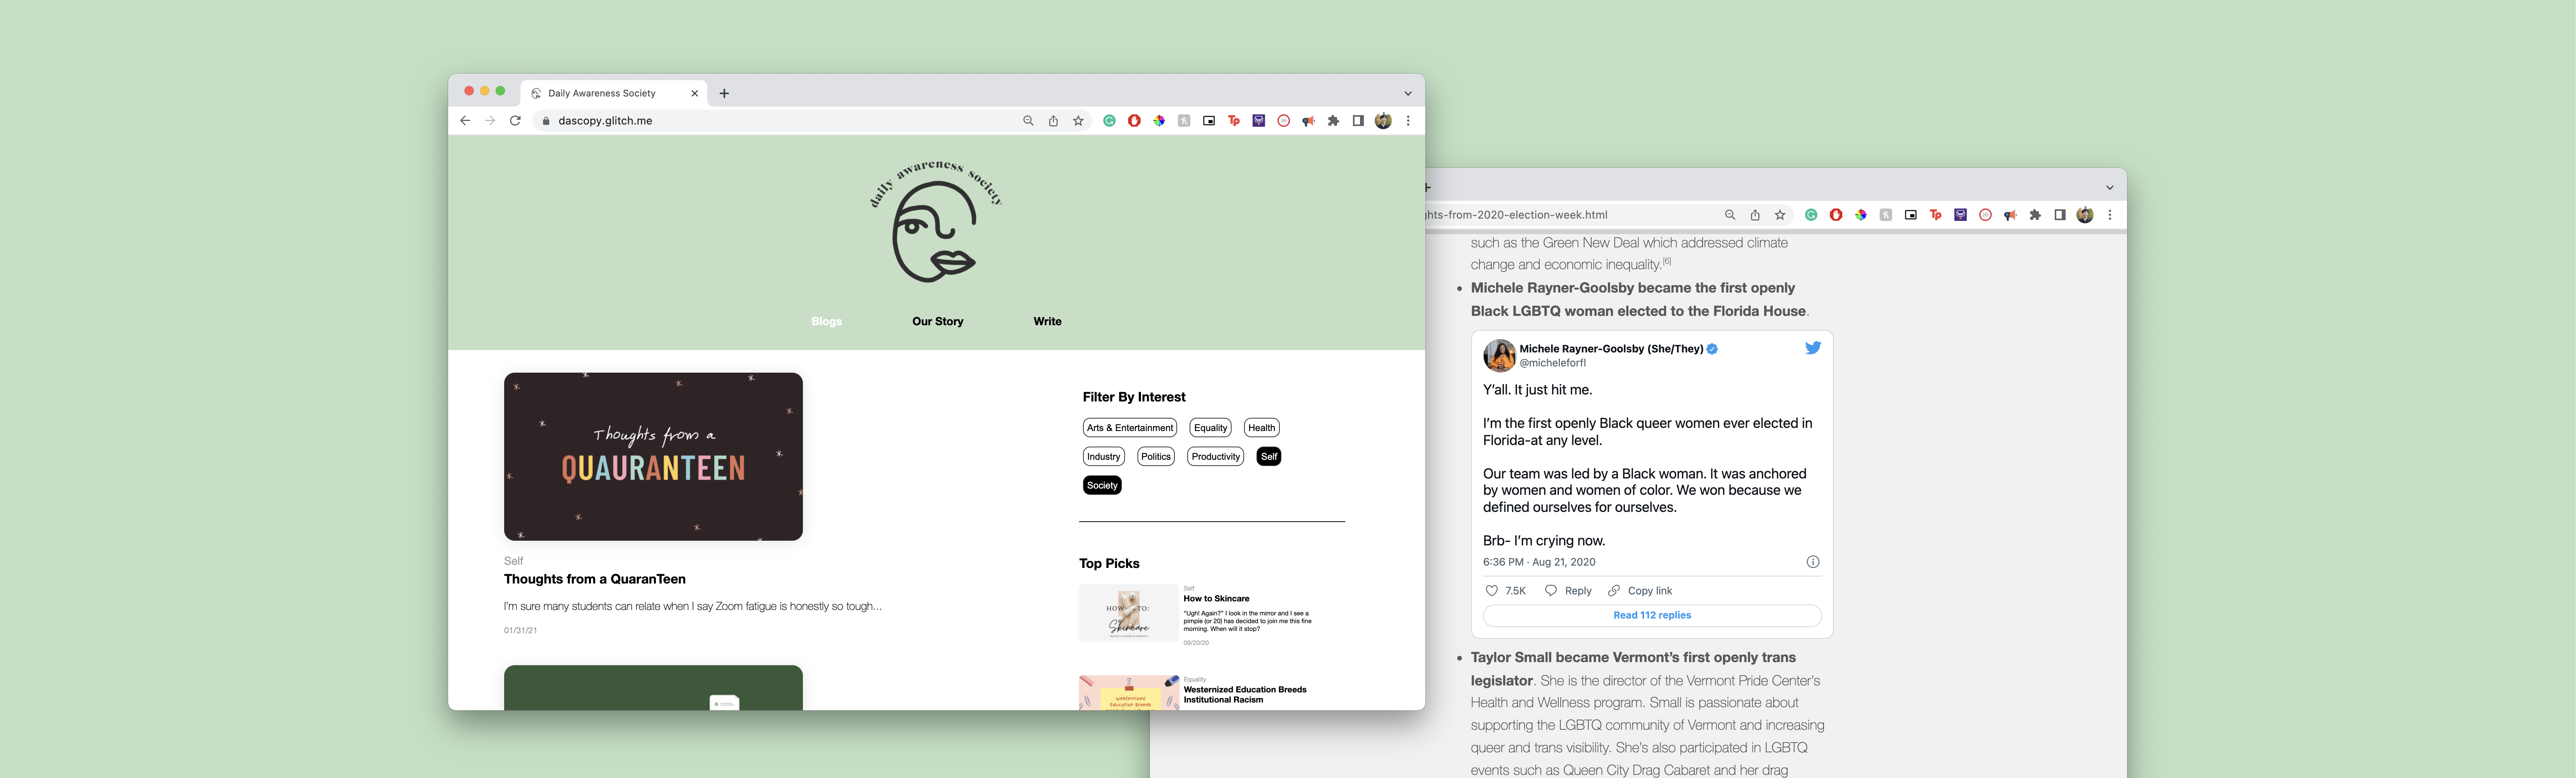 Daily Awareness Society
dascopy.glitch.me
daily awareness society
Blogs
Our Story
Write
Thoughts from a
QUAURANTEEN
Self
Thoughts from a QuaranTeen
I'm sure many students can relate when I say Zoom fatigue is honestly so tough...
01/31/21
Filter By Interest
Arts & Entertainment
Equality
Health
Industry
Politics
Productivity
Self
Society
Top Picks
HOW TO:
Skincare
Self
How to Skincare
"Ugh! Again?" I look in the mirror and I see a
pimple (or 20) has decided to join me this fine
morning. When will it stop?
09/20/20
Westernized
Education Breeds
Institutional Racism
Equality
Westernized Education Breeds
Institutional Racism
hts-from-2020-election-week.html
such as the Green New Deal which addressed climate
change and economic inequality.[6]
• Michele Rayner-Goolsby became the first openly
Black LGBTQ woman elected to the Florida House.
Michele Rayner-Goolsby (She/They)
@micheleforfl
Y'all. It just hit me.
I'm the first openly Black queer women ever elected in
Florida-at any level.
Our team was led by a Black woman. It was anchored
by women and women of color. We won because we
defined ourselves for ourselves.
Brb- I'm crying now.
6:36 PM · Aug 21, 2020
7.5K
Reply
Copy link
Read 112 replies
• Taylor Small became Vermont's first openly trans
legislator. She is the director of the Vermont Pride Center's
Health and Wellness program. Small is passionate about
supporting the LGBTQ community of Vermont and increasing
queer and trans visibility. She's also participated in LGBTQ
events such as Queen City Drag Cabaret and her drag